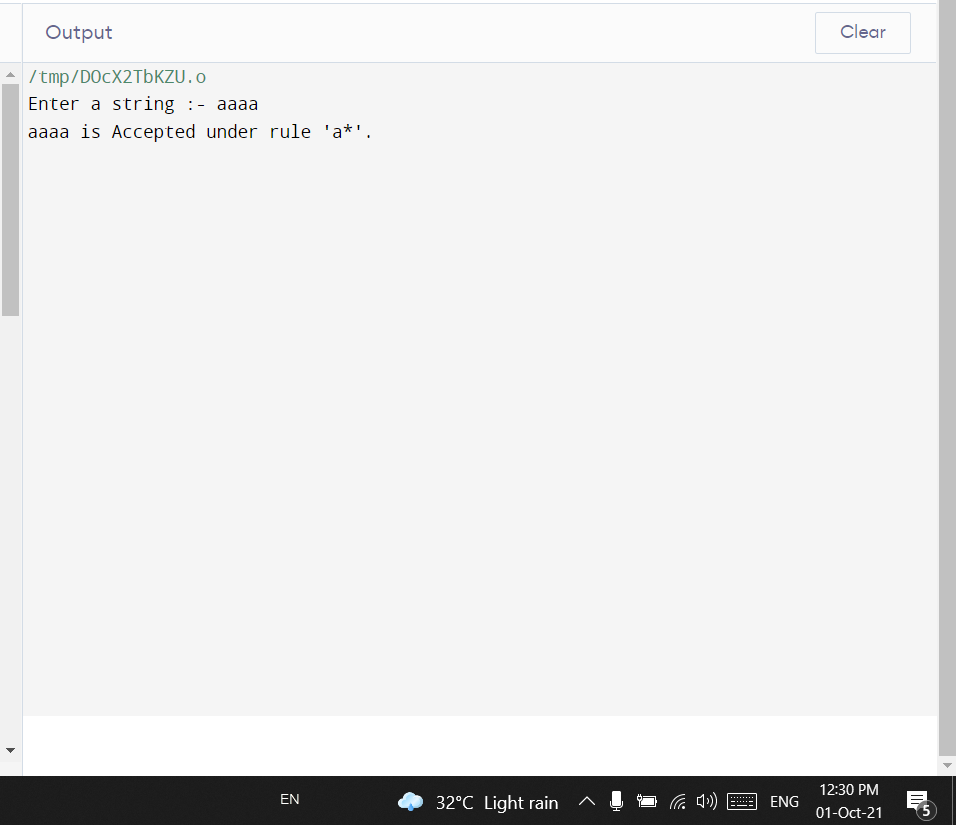 Output
Clear
/tmp/DOcX2TbKZU.o
Enter a string :- aaaa
aaaa is Accepted under rule 'a*'.
EN
32°C Light rain
ENG
12:30 PM
01-Oct-21
5